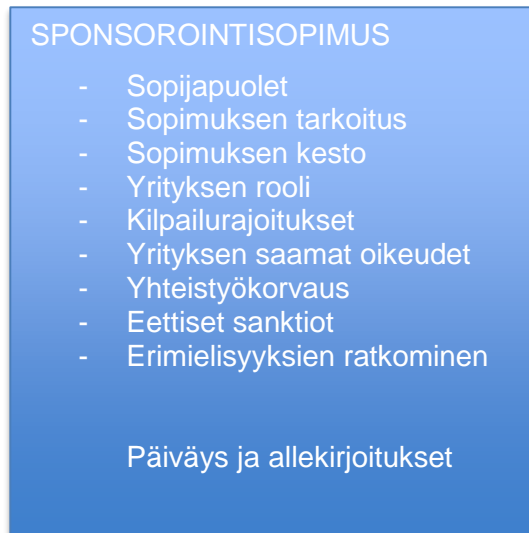 SPONSOROINTISOPIMUS
- Sopijapuolet
- Sopimuksen tarkoitus
- Sopimuksen kesto
- Yrityksen rooli
- Kilpailurajoitukset
- Yrityksen saamat oikeudet
- Yhteistyökorvaus
- Eettiset sanktiot
- Erimielisyyksien ratkominen
Päiväys ja allekirjoitukset